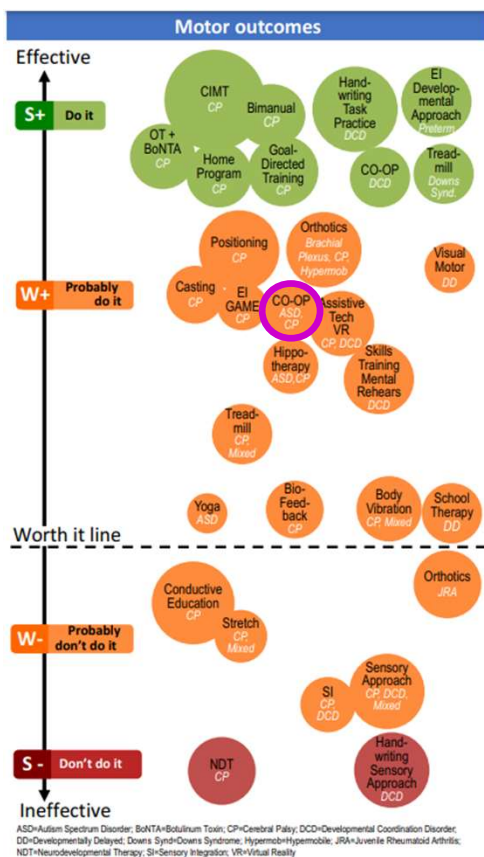 Motor outcomes
Effective
S+ Do it
CIMT
CP
Bimanual
CP
OT +
BoNTA
CP
Home
Program
CP
Goal-
Directed
Training
CP
Hand-
writing
Task
Practice
DCD
EI
Develop-
mental
Approach
Preterm
CO-OP
DCD
Tread-
mill
Downs
Synd.
W+ Probably
do it
Positioning
CP
Orthotics
Brachial
Plexus, CP,
Hypermob
Visual
Motor
DD
Casting
CP
EI
GAME
CP
CO-OP
ASD,
CP
Assistive
Tech
VR
CP, DCD
Hippo-
therapy
ASD,CP
Skills
Training
Mental
Rehears
DCD
Tread-
mill
CP,
Mixed
Yoga
ASD
Bio-
Feed-
back
CP
Body
Vibration
CP, Mixed
School
Therapy
DD
Worth it line
W- Probably
don't do it
Conductive
Education
CP
Stretch
CP,
Mixed
Orthotics
JRA
SI
CP,
DCD
Sensory
Approach
CP, DCD,
Mixed
S - Don't do it
NDT
CP
Hand-
writing
Sensory
Approach
DCD
Ineffective
ASD=Autism Spectrum Disorder; BoNTA=Botulinum Toxin; CP=Cerebral Palsy; DCD=Developmental Coordination Disorder,
DD=Developmentally Delayed; Downs Synd=Downs Syndrome; Hypermob=Hypermobile; JRA=Juvenile Rheumatoid Arthritis;
NDT=Neurodevelopmental Therapy; SI=Sensory Integration; VR=Virtual Reality